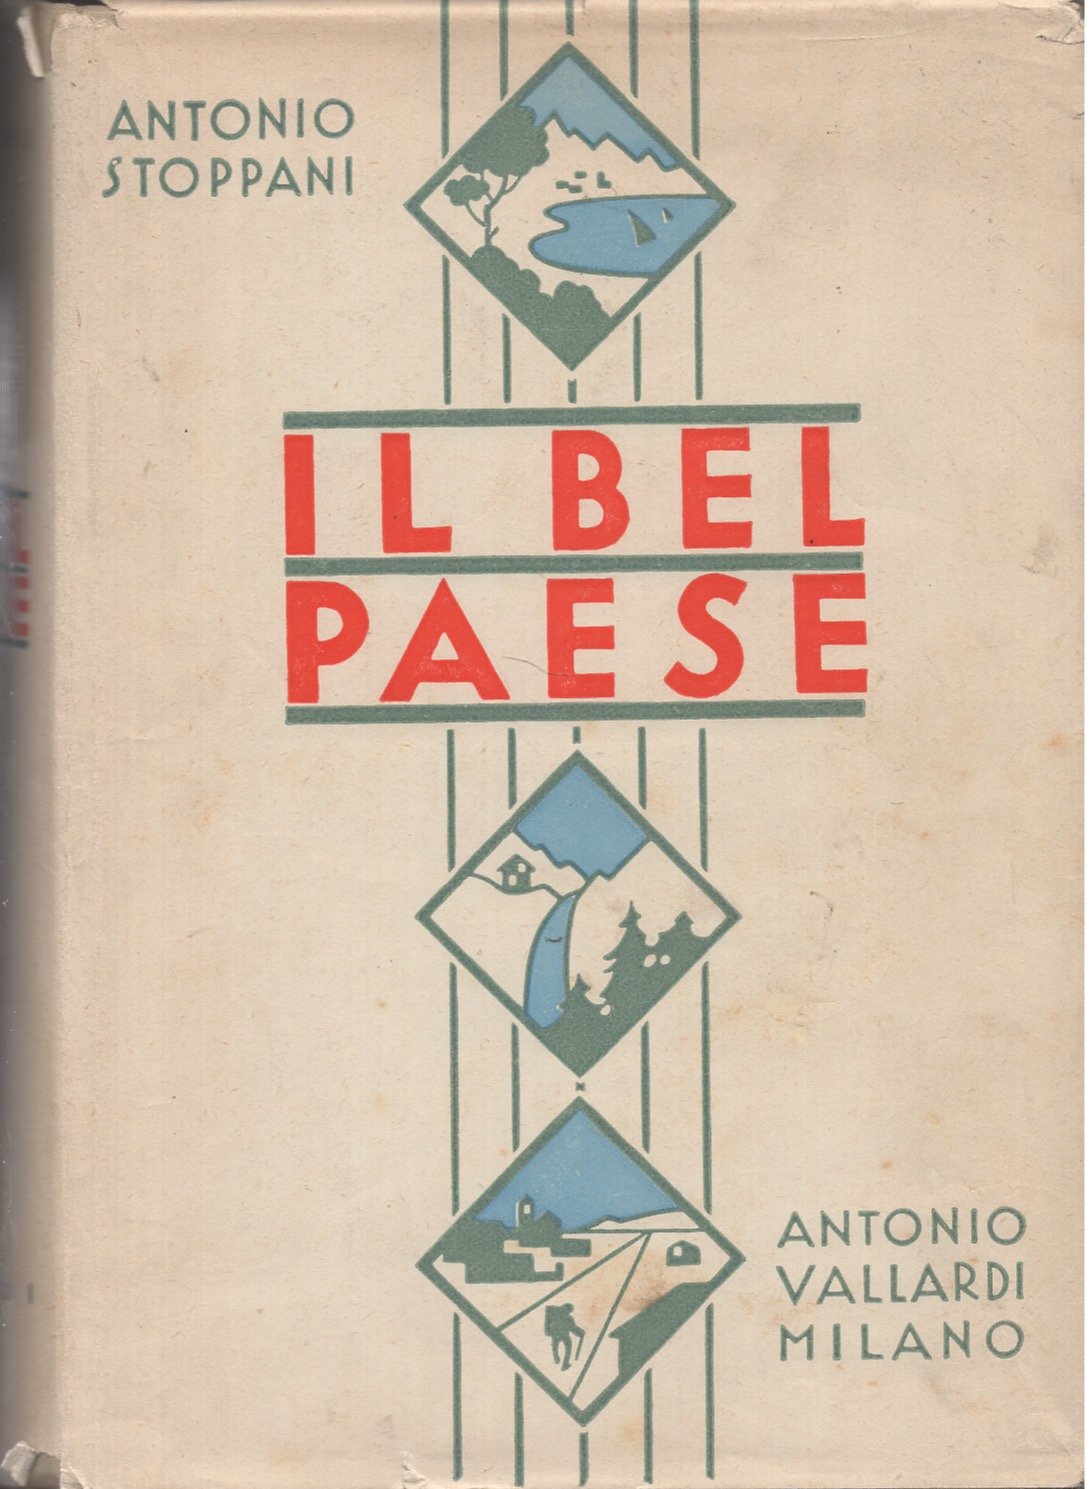 ANTONIO
STOPPANI
IL BEL
PAESE
ANTONIO
VALLARDI
MILANO